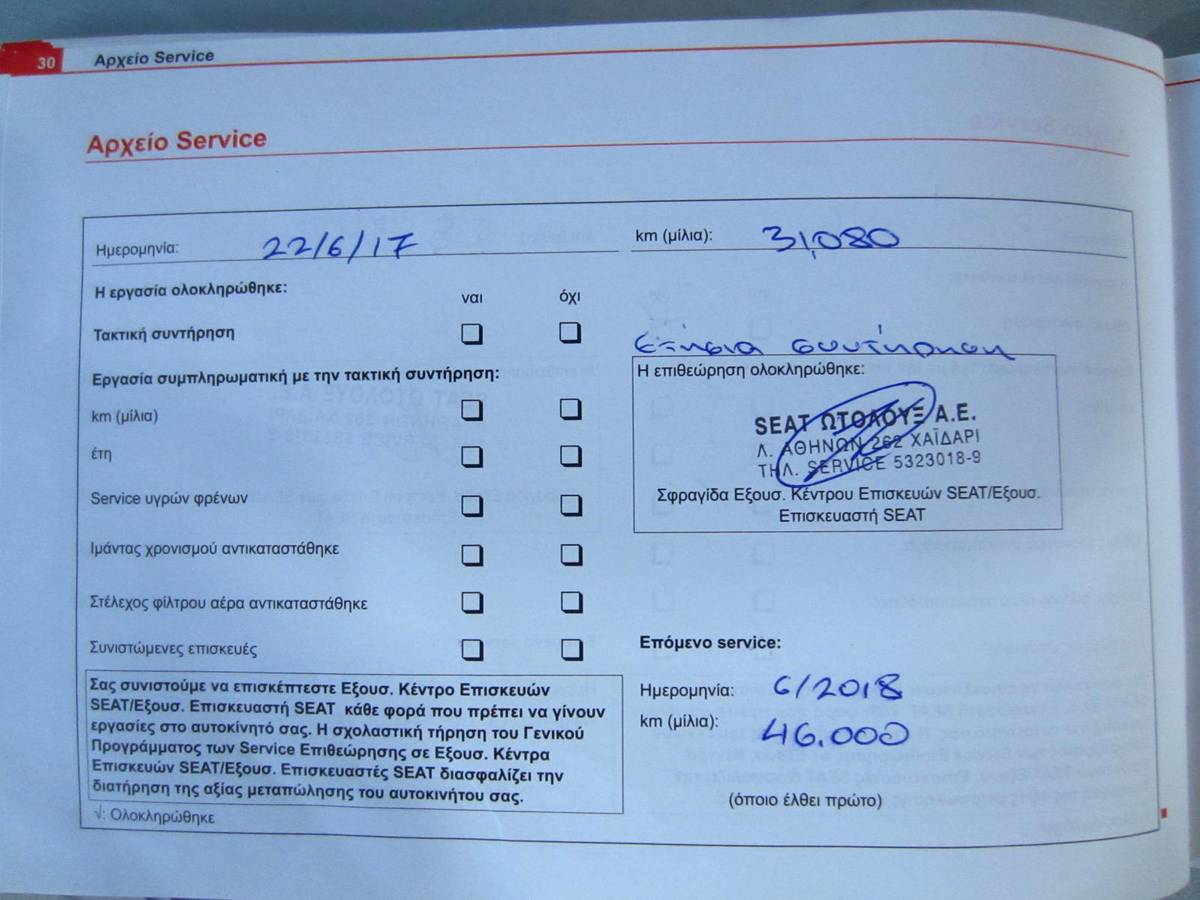 30 Αρχείο Service
Αρχείο Service
Ημερομηνία: 22/6/17
km (μίλια): 31,080
Η εργασία ολοκληρώθηκε: ναι όχι
Τακτική συντήρηση
Εργασία συμπληρωματική με την τακτική συντήρηση:
km (μίλια)
έτη
Service υγρών φρένων
Ιμάντας χρονισμού αντικαταστάθηκε
Στέλεχος φίλτρου αέρα αντικαταστάθηκε
Συνιστώμενες επισκευές
Σας συνιστούμε να επισκέπτεστε Εξουσ. Κέντρο Επισκευών
SEAT/Εξουσ. Επισκευαστή SEAT κάθε φορά που πρέπει να γίνουν
εργασίες στο αυτοκίνητό σας. Η σχολαστική τήρηση του Γενικού
Προγράμματος των Service Επιθεώρησης σε Εξουσ. Κέντρα
Επισκευών SEAT/Εξουσ. Επισκευαστές SEAT διασφαλίζει την
διατήρηση της αξίας μεταπώλησης του αυτοκινήτου σας.
√: Ολοκληρώθηκε
Ετήσια συντήρηση
Η επιθεώρηση ολοκληρώθηκε:
SEAT ΩΤΟΛΟΥΞ Α.Ε.
Λ. ΑΘΗΝΩΝ 262 ΧΑΪΔΑΡΙ
ΤΗΛ. SERVICE 5323018-9
Σφραγίδα Εξουσ. Κέντρου Επισκευών SEAT/Εξουσ.
Επισκευαστή SEAT
Επόμενο service:
Ημερομηνία: 6/2018
km (μίλια): 46.000
(όποιο έλθει πρώτο)